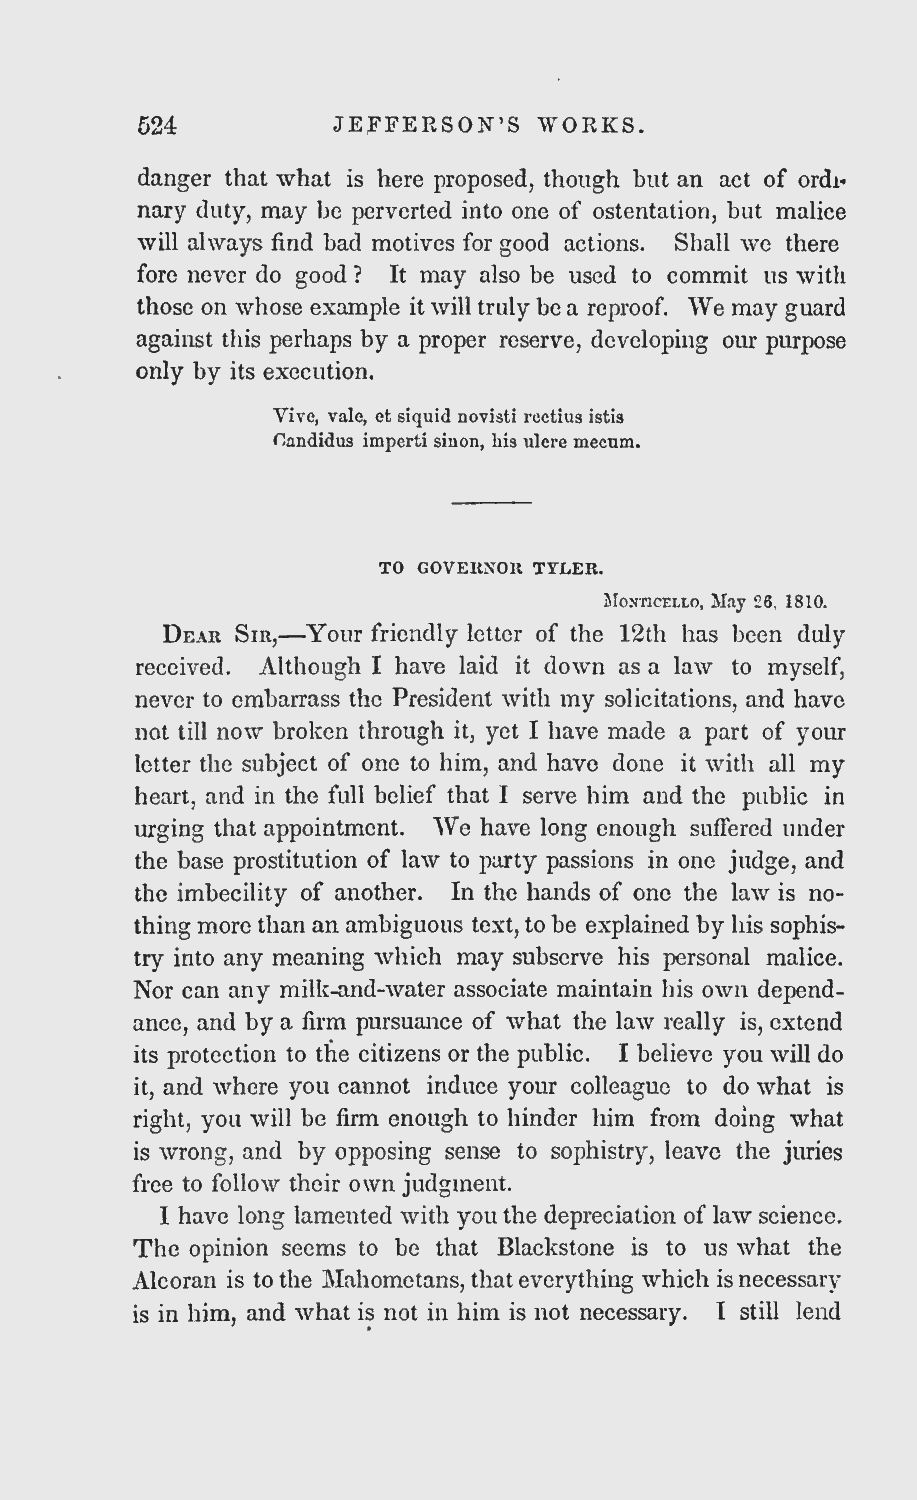 524 JEFFERSON'S WORKS.
danger that what is here proposed, though but an act of ordi-
nary duty, may be perverted into one of ostentation, but malice
will always find bad motives for good actions. Shall we there
fore never do good? It may also be used to commit us with
those on whose example it will truly be a reproof. We may guard
against this perhaps by a proper reserve, developing our purpose
only by its execution.
Vive, vale, et siquid novisti rectius istis
Candidus imperti sinon, his ulere mecum.
TO GOVERNOR TYLER.
MONTICELLO, May 26, 1810.
DEAR SIR,—Your friendly letter of the 12th has been duly
received. Although I have laid it down as a law to myself,
never to embarrass the President with my solicitations, and have
not till now broken through it, yet I have made a part of your
letter the subject of one to him, and have done it with all my
heart, and in the full belief that I serve him and the public in
urging that appointment. We have long enough suffered under
the base prostitution of law to party passions in one judge, and
the imbecility of another. In the hands of one the law is no-
thing more than an ambiguous text, to be explained by his sophis-
try into any meaning which may subserve his personal malice.
Nor can any milk-and-water associate maintain his own depend-
ance, and by a firm pursuance of what the law really is, extend
its protection to the citizens or the public. I believe you will do
it, and where you cannot induce your colleague to do what is
right, you will be firm enough to hinder him from doing what
is wrong, and by opposing sense to sophistry, leave the juries
free to follow their own judgment.
I have long lamented with you the depreciation of law science.
The opinion seems to be that Blackstone is to us what the
Alcoran is to the Mahometans, that everything which is necessary
is in him, and what is not in him is not necessary. I still lend